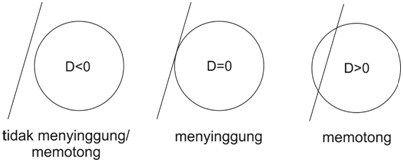 D<0
D=0
D>0
tidak menyinggung/
memotong
menyinggung
memotong